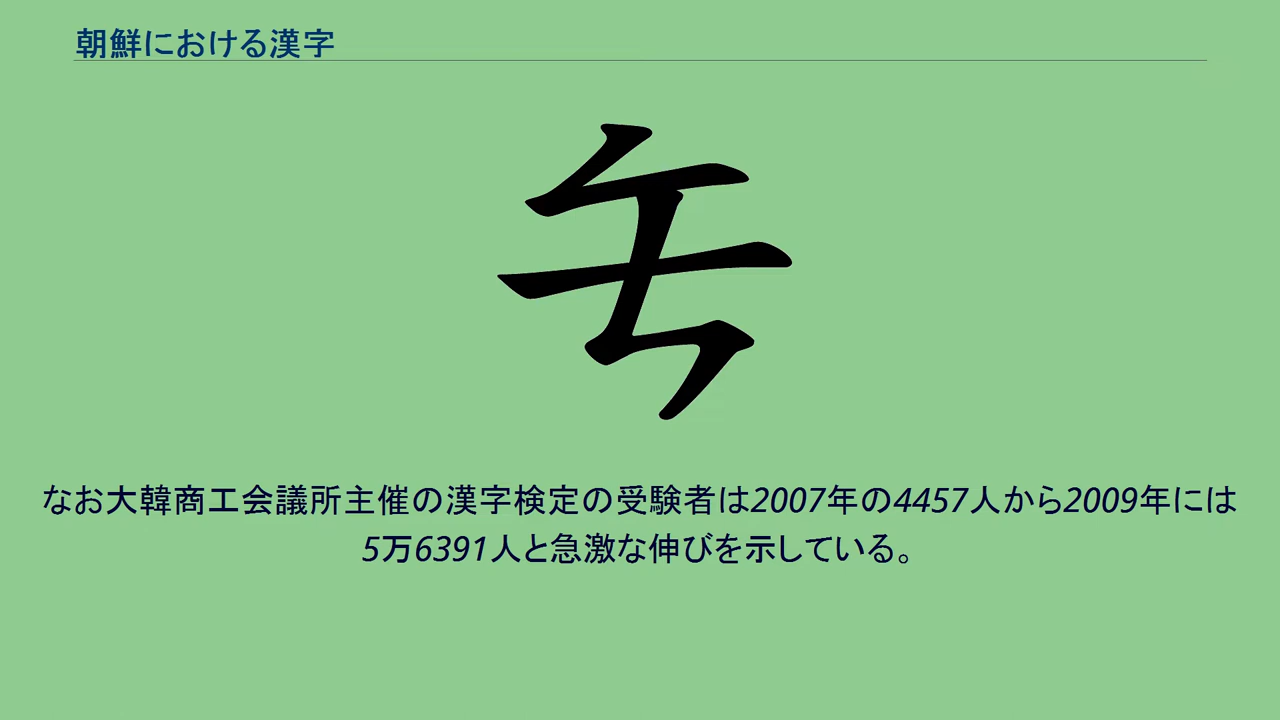 朝鮮における漢字
なお大韓商工会議所主催の漢字検定の受験者は2007年の4457人から2009年には
5万6391人と急激な伸びを示している。